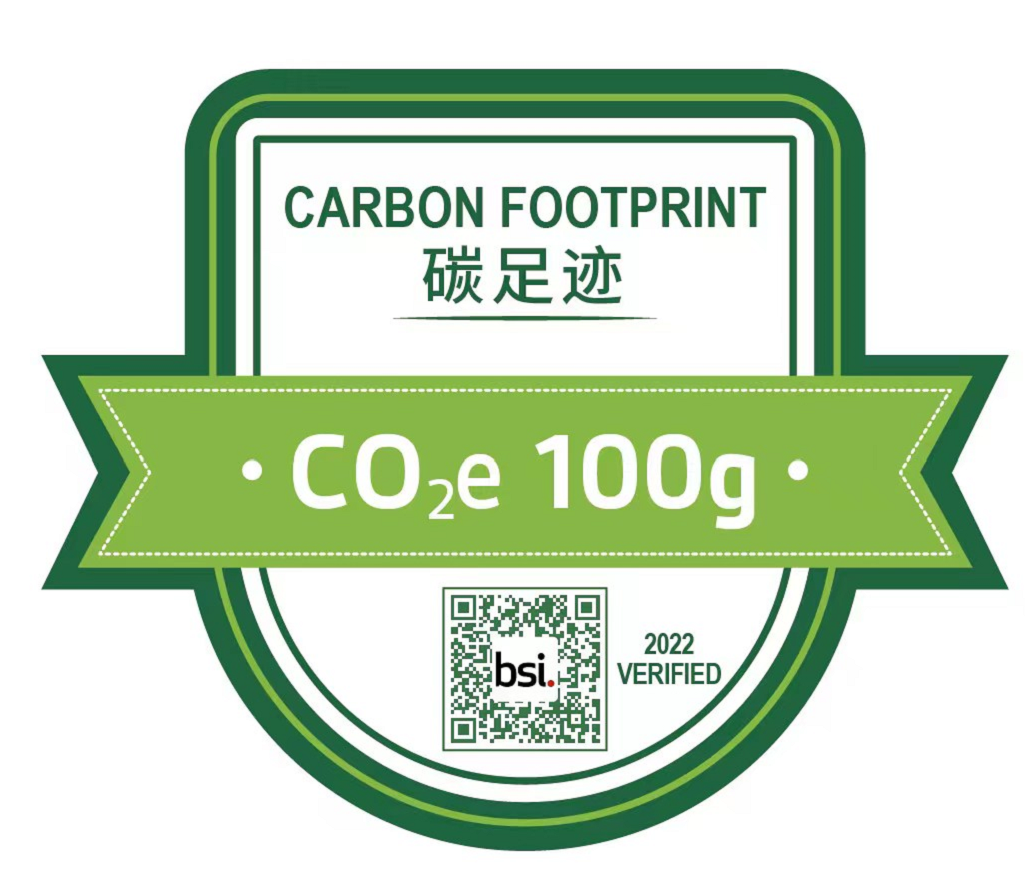 CARBON FOOTPRINT
碳足迹
• CO₂e 100g •
bsi.
2022
VERIFIED